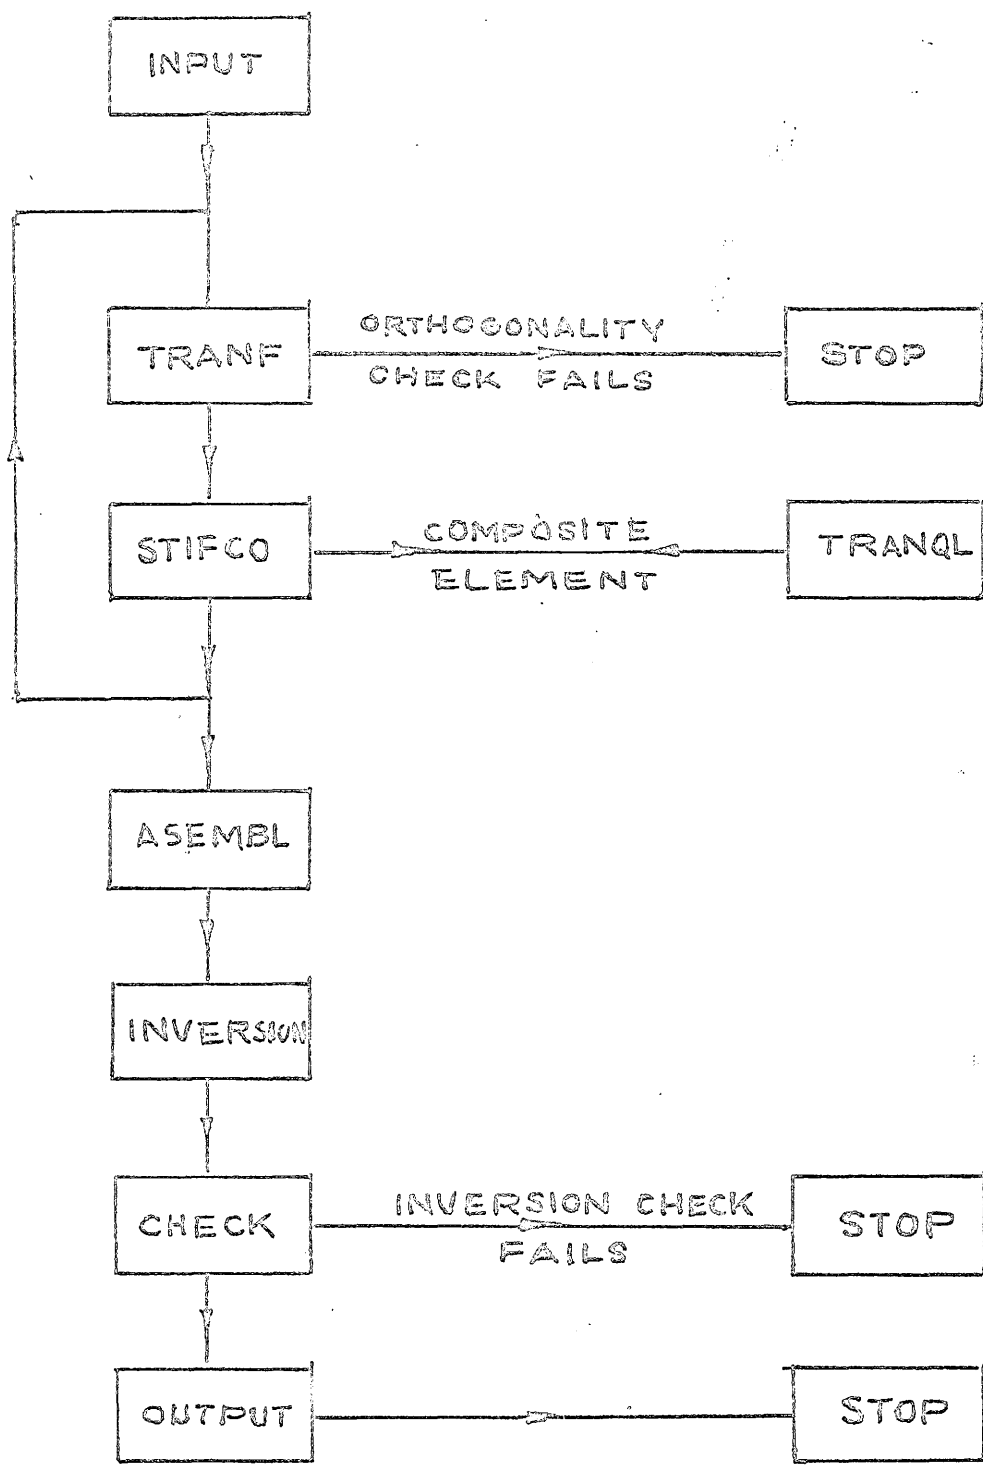 INPUT
ORTHOGONALITY
TRANF
STOP
CHECK FAILS
COMPOSITE
STIFCO
TRANQL
ELEMENT
ASEMBL
INVERSION
INVERSION CHECK
CHECK
STOP
FAILS
OUTPUT
STOP